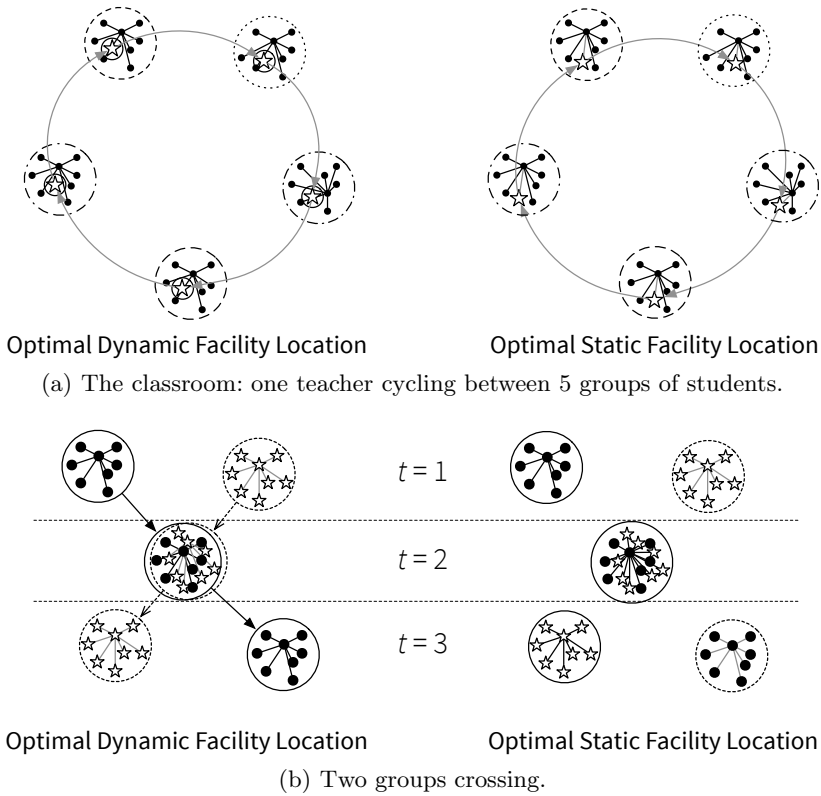 Optimal Dynamic Facility Location
Optimal Static Facility Location
(a) The classroom: one teacher cycling between 5 groups of students.
t = 1
t = 2
t = 3
Optimal Dynamic Facility Location
Optimal Static Facility Location
(b) Two groups crossing.